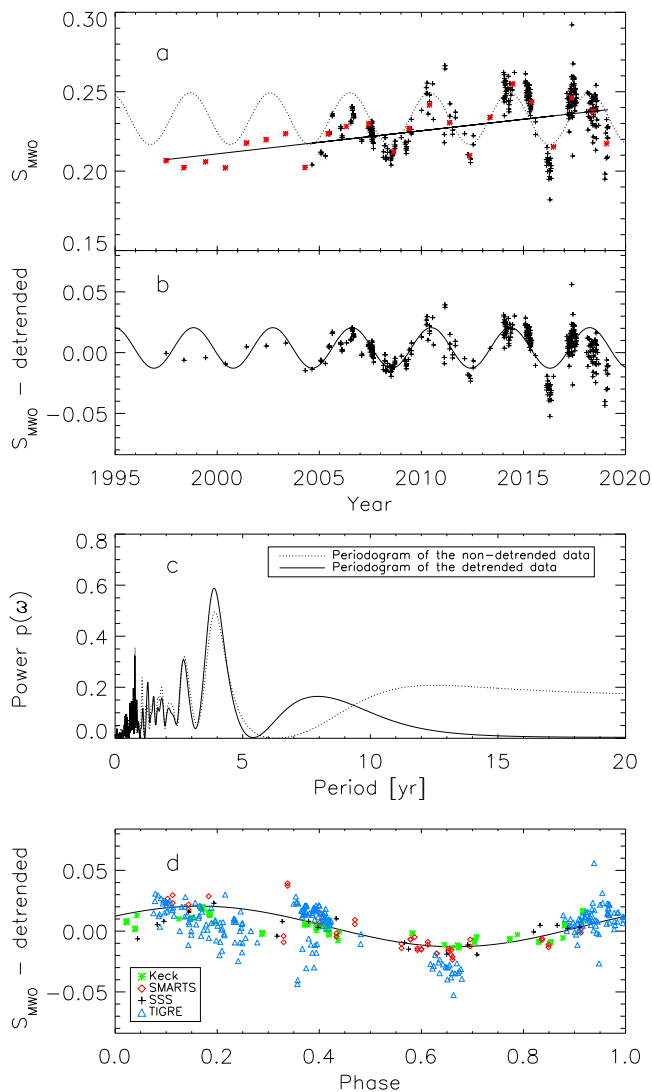 0.30
a
0.25
S MWO
0.20
0.15
b
0.05
S MWO − detrended
0.00
−0.05
1995 2000 2005 2010 2015 2020
Year
0.8
Periodogram of the non−detrended data
c
Periodogram of the detrended data
0.6
Power p(ω)
0.4
0.2
0.0
0 5 10 15 20
Period [yr]
d
0.05
S MWO − detrended
0.00
Keck
SMARTS
−0.05
SSS
TIGRE
0.0 0.2 0.4 0.6 0.8 1.0
Phase